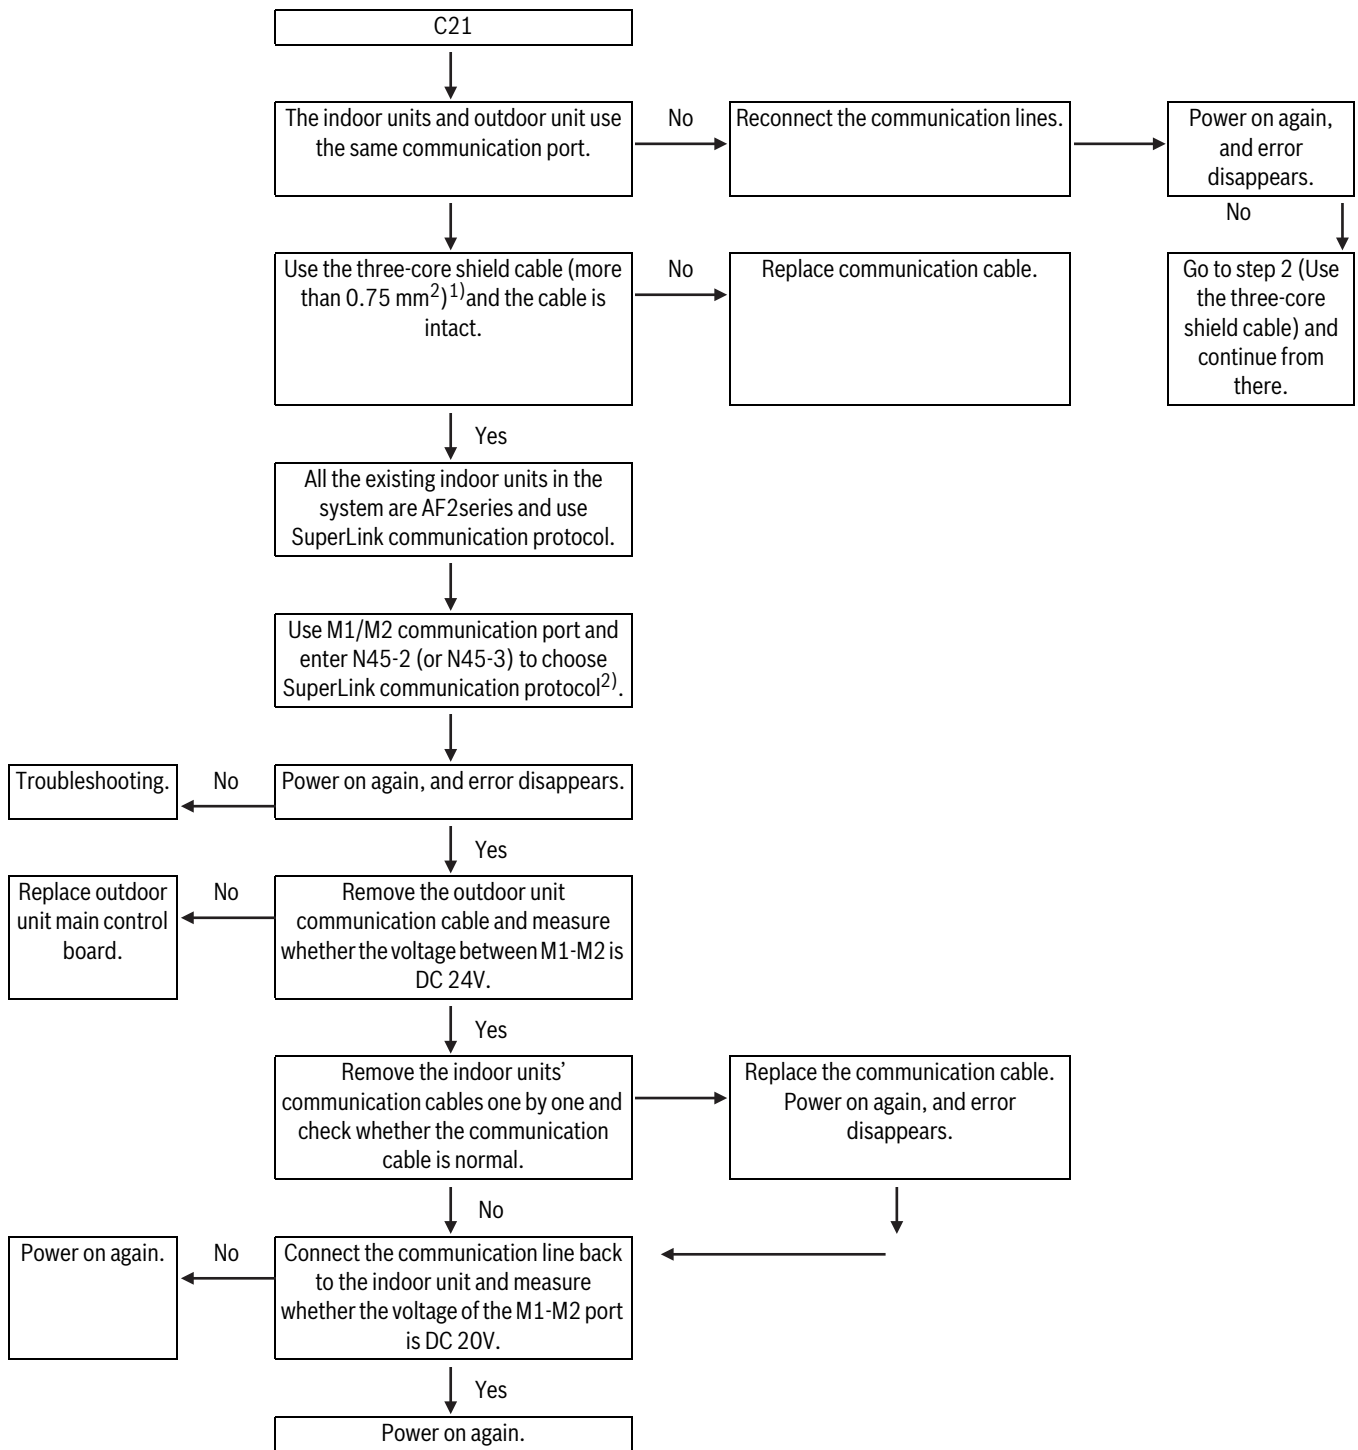 C21
The indoor units and outdoor unit use
the same communication port.
No
Reconnect the communication lines.
Power on again,
and error
disappears.
No
Use the three-core shield cable (more
than 0.75 mm2)1)and the cable is
intact.
No
Replace communication cable.
Go to step 2 (Use
the three-core
shield cable) and
continue from
there.
Yes
All the existing indoor units in the
system are AF2series and use
SuperLink communication protocol.
Use M1/M2 communication port and
enter N45-2 (or N45-3) to choose
SuperLink communication protocol2).
Troubleshooting.
No
Power on again, and error disappears.
Yes
Replace outdoor
unit main control
board.
No
Remove the outdoor unit
communication cable and measure
whether the voltage between M1-M2 is
DC 24V.
Yes
Remove the indoor units’
communication cables one by one and
check whether the communication
cable is normal.
Replace the communication cable.
Power on again, and error
disappears.
No
Power on again.
No
Connect the communication line back
to the indoor unit and measure
whether the voltage of the M1-M2 port
is DC 20V.
Yes
Power on again.